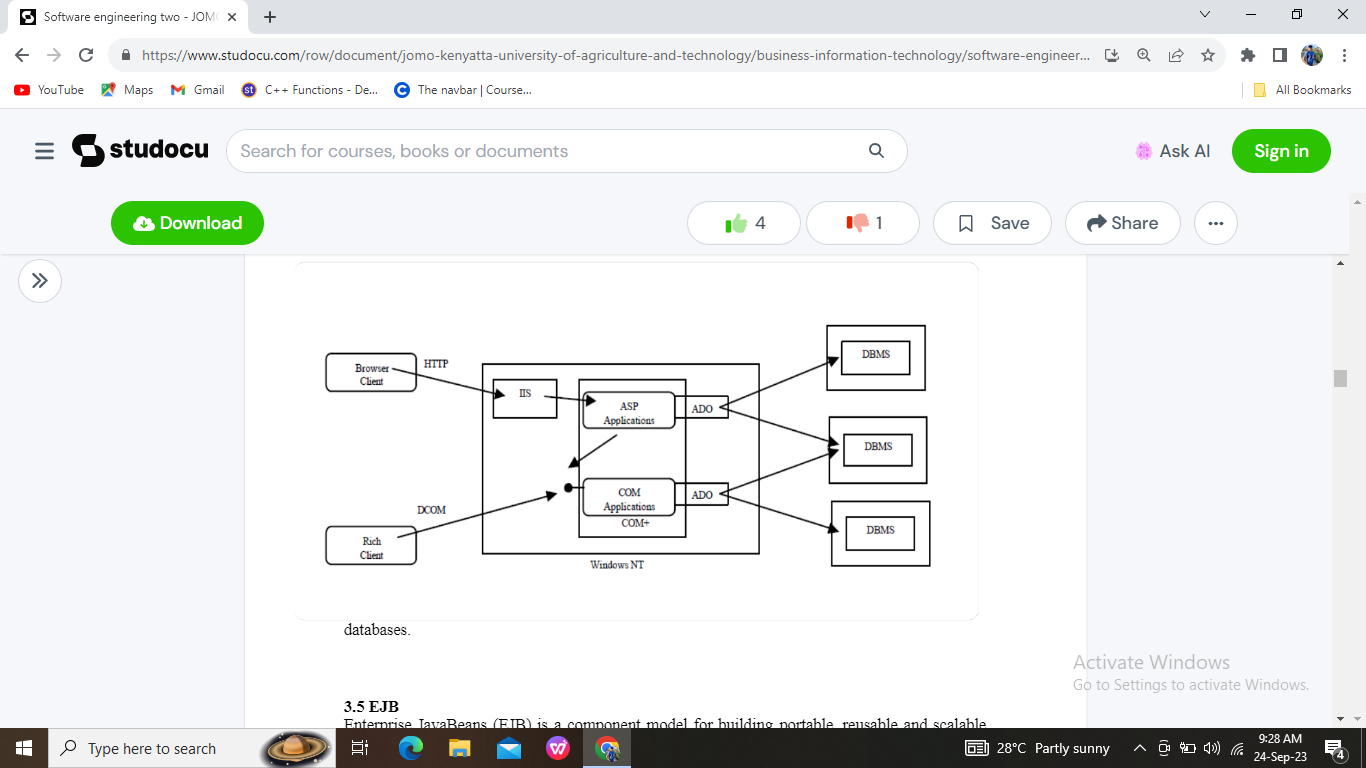 Software engineering two - JOM
https://www.studocu.com/row/document/jomo-kenyatta-university-of-agriculture-and-technology/business-information-technology/software-engineer...
YouTube Maps Gmail C++ Functions - De... The navbar | Course... All Bookmarks
studocu Search for courses, books or documents Ask AI Sign in
Download 4 1 Save Share
DBMS
Browser
Client
HTTP
IIS
ASP
Applications
ADO
DBMS
COM
Applications
COM+
ADO
DCOM
Rich
Client
DBMS
Windows NT
databases.
Activate Windows
Go to Settings to activate Windows.
3.5 EJB
Enterprise JavaBeans (EJB) is a component model for building portable, reusable and scalable
Type here to search 28°C Partly sunny 9:28 AM
24-Sep-23 4